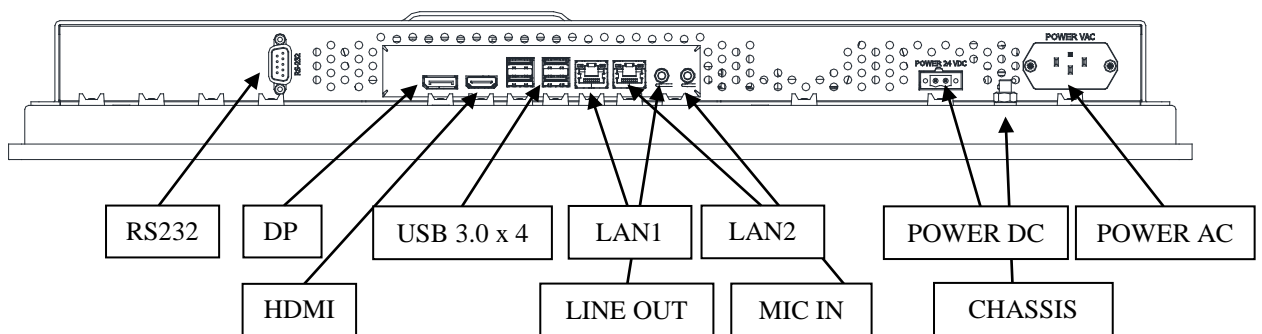 POWER VAC
RS-232
POWER 24 VDC
RS232
DP
USB 3.0 x 4
LAN1
LAN2
POWER DC
POWER AC
HDMI
LINE OUT
MIC IN
CHASSIS